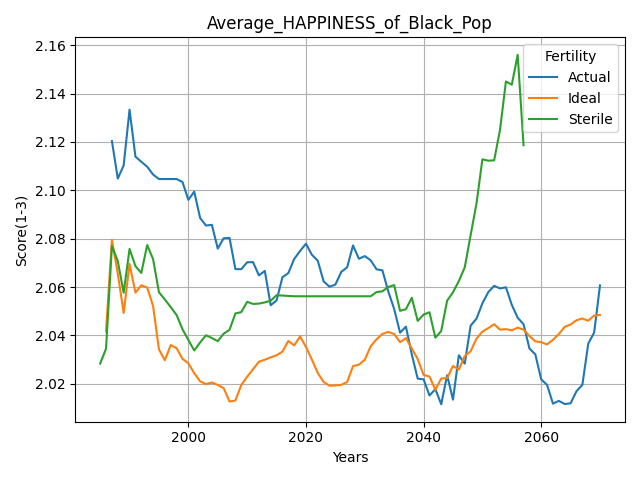 Average_HAPPINESS_of_Black_Pop
Fertility
Actual
Ideal
Sterile
Score(1-3)
2.16
2.14
2.12
2.10
2.08
2.06
2.04
2.02
2000 2020 2040 2060
Years